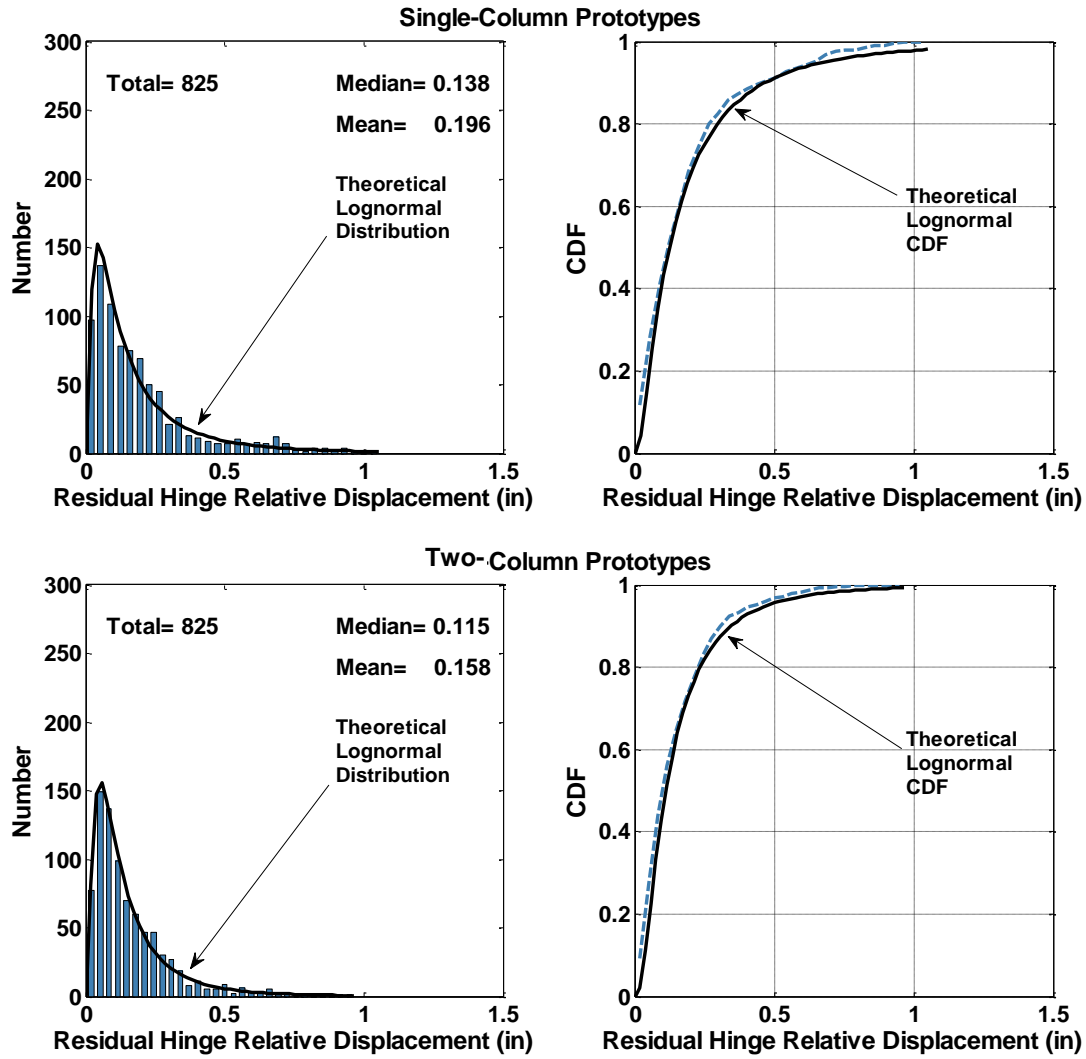 Single-Column Prototypes
300
250
200
150
100
50
0
Number
Total= 825
Median= 0.138
Mean= 0.196
Theoretical
Lognormal
Distribution
0 0.5 1 1.5
Residual Hinge Relative Displacement (in)
1
0.8
0.6
0.4
0.2
0
CDF
Theoretical
Lognormal
CDF
0 0.5 1 1.5
Residual Hinge Relative Displacement (in)
Two-Column Prototypes
300
250
200
150
100
50
0
Number
Total= 825
Median= 0.115
Mean= 0.158
Theoretical
Lognormal
Distribution
0 0.5 1 1.5
Residual Hinge Relative Displacement (in)
1
0.8
0.6
0.4
0.2
0
CDF
Theoretical
Lognormal
CDF
0 0.5 1 1.5
Residual Hinge Relative Displacement (in)